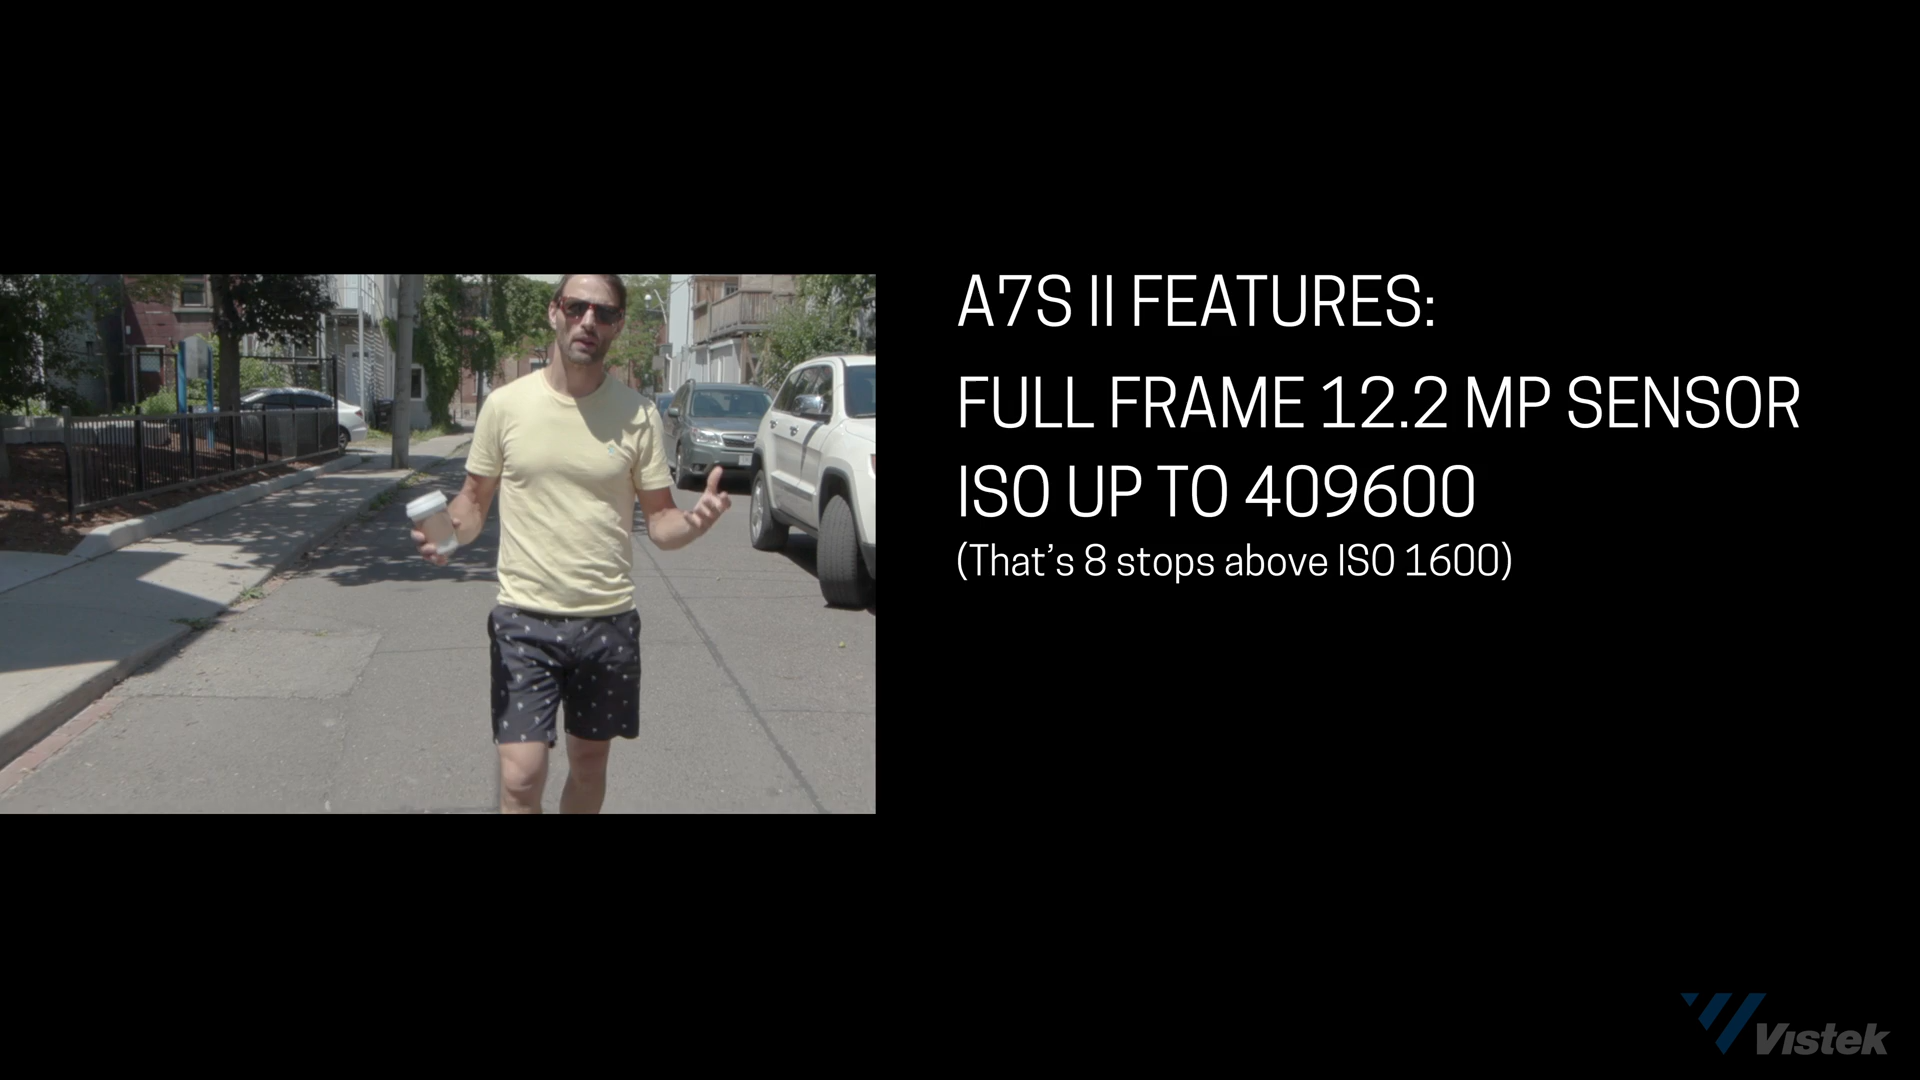 A7S II FEATURES:
FULL FRAME 12.2 MP SENSOR
ISO UP TO 409600
(That's 8 stops above ISO 1600)
Vistek